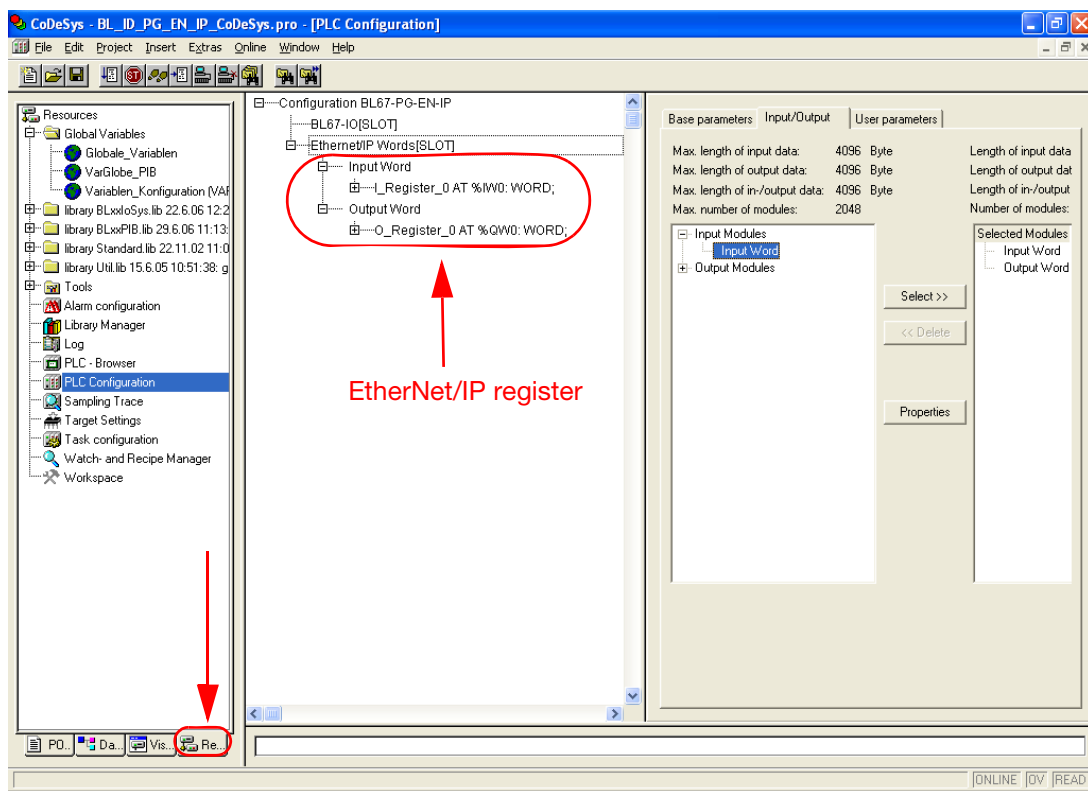 CoDeSys - BL_ID_PG_EN_IP_CoDeSys.pro - [PLC Configuration]
File Edit Project Insert Extras Online Window Help
Resources
Global Variables
Globale_Variablen
VarGlobe_PIB
Variablen_Konfiguration (VAF
library BLxxIoSys.lib 22.6.06 12:2
library BLxxPIB.lib 29.6.06 11:13:
library Standard.lib 22.11.02 11:0
library Util.lib 15.6.05 10:51:38: g
Tools
Alarm configuration
Library Manager
Log
PLC - Browser
PLC Configuration
Sampling Trace
Target Settings
Task configuration
Watch- and Recipe Manager
Workspace
PO.. Da... Vis... Re...
Configuration BL67-PG-EN-IP
BL67-IO[SLOT]
Ethernet/IP Words[SLOT]
Input Word
I_Register_0 AT %IW0: WORD;
Output Word
O_Register_0 AT %QW0: WORD;
EtherNet/IP register
Base parameters Input/Output User parameters
Max. length of input data: 4096 Byte Length of input data
Max. length of output data: 4096 Byte Length of output dat
Max. length of in-/output data: 4096 Byte Length of in-/output
Max. number of modules: 2048 Number of modules:
Input Modules
Input Word
Output Modules
Select >>
<< Delete
Properties
Selected Modules
Input Word
Output Word
ONLINE OV READ